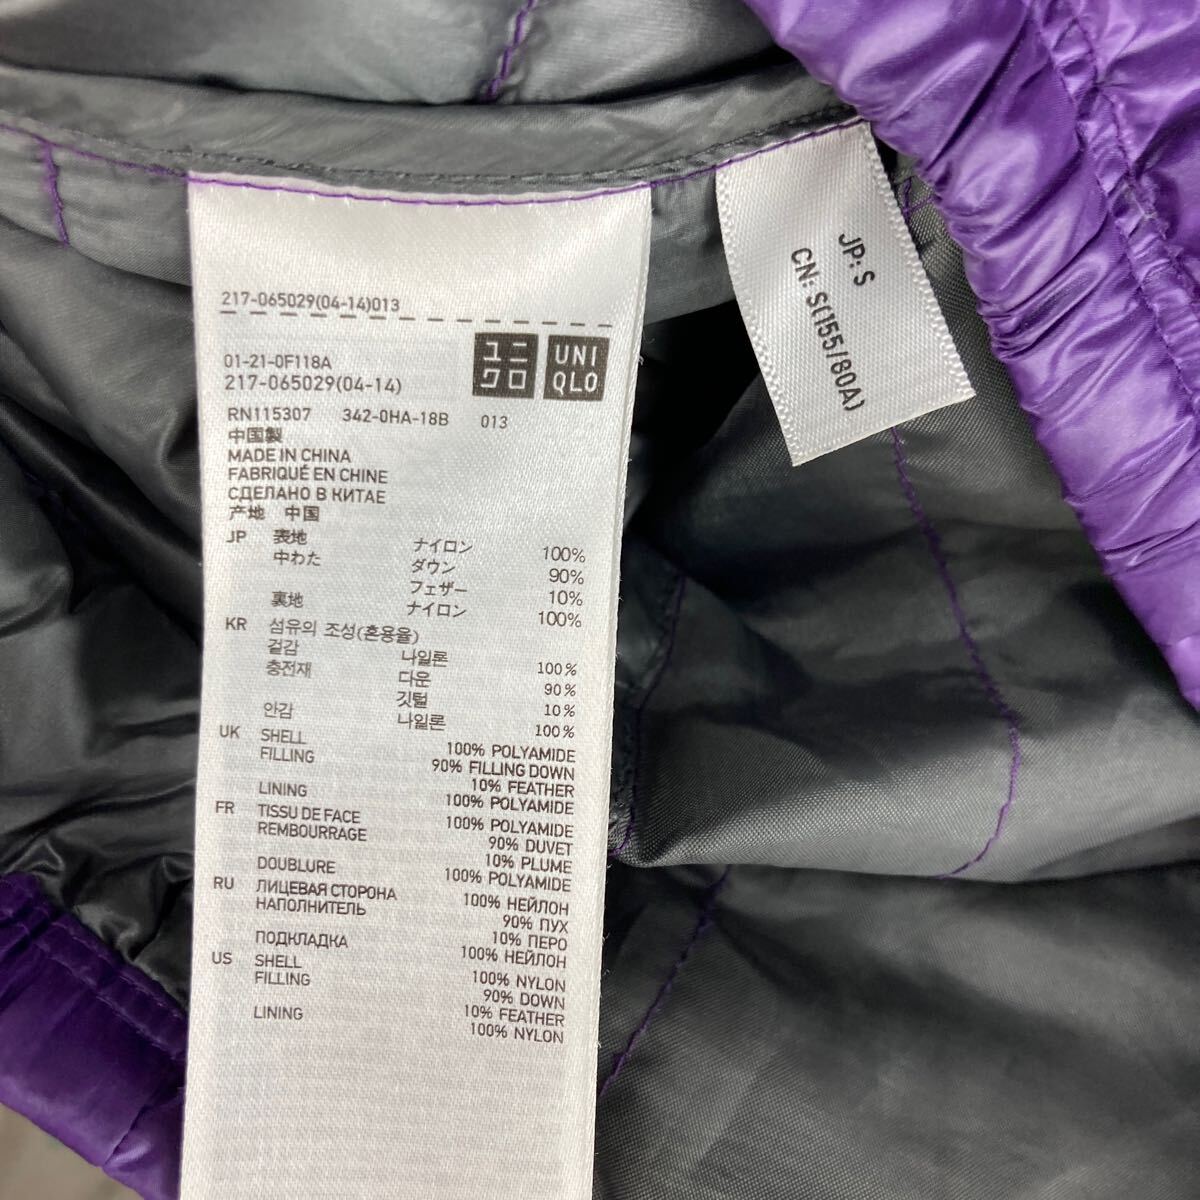 217-065029(04-14)013
01-21-0F118A
217-065029(04-14)
ユニクロ
UNIQLO
RN115307 342-0HA-18B 013
中国製
MADE IN CHINA
FABRIQUÉ EN CHINE
СДЕЛАНО В КИТАЕ
产地 中国
JP 表地 ナイロン 100%
中わた ダウン 90%
フェザー 10%
裏地 ナイロン 100%
KR 섬유의 조성(혼용율)
겉감 나일론 100%
충전재 다운 90%
깃털 10%
안감 나일론 100%
UK SHELL 100% POLYAMIDE
FILLING 90% FILLING DOWN
10% FEATHER
LINING 100% POLYAMIDE
FR TISSU DE FACE 100% POLYAMIDE
REMBOURRAGE 90% DUVET
10% PLUME
DOUBLURE 100% POLYAMIDE
RU ЛИЦЕВАЯ СТОРОНА 100% НЕЙЛОН
НАПОЛНИТЕЛЬ 90% ПУХ
10% ПЕРО
ПОДКЛАДКА 100% НЕЙЛОН
US SHELL 100% NYLON
FILLING 90% DOWN
10% FEATHER
LINING 100% NYLON
JP: S
CN: S(155/80A)